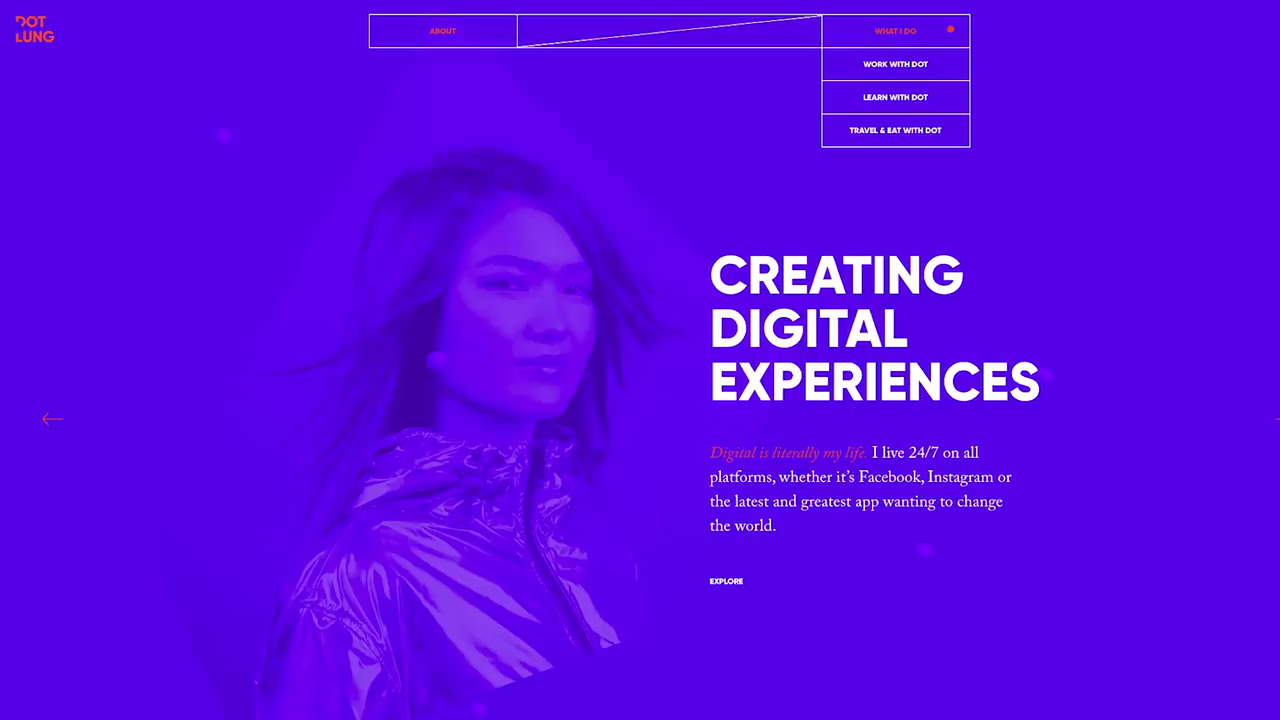 DOT
LUNG
ABOUT
WHAT I DO
WORK WITH DOT
LEARN WITH DOT
TRAVEL & EAT WITH DOT
CREATING
DIGITAL
EXPERIENCES
Digital is literally my life. I live 24/7 on all
platforms, whether it’s Facebook, Instagram or
the latest and greatest app wanting to change
the world.
EXPLORE